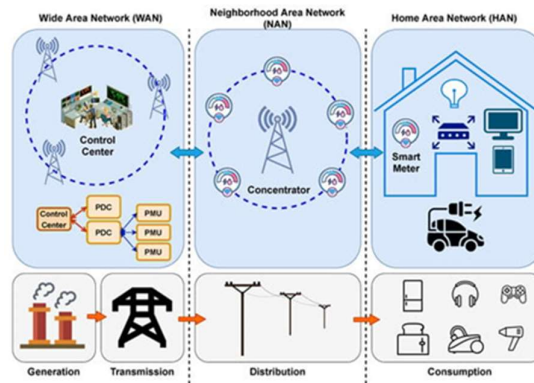 Wide Area Network (WAN)
Neighborhood Area Network
(NAN)
Home Area Network (HAN)
Control
Center
Concentrator
Smart
Meter
Control
Center
PDC
PDC
PMU
PMU
PMU
Generation
Transmission
Distribution
Consumption